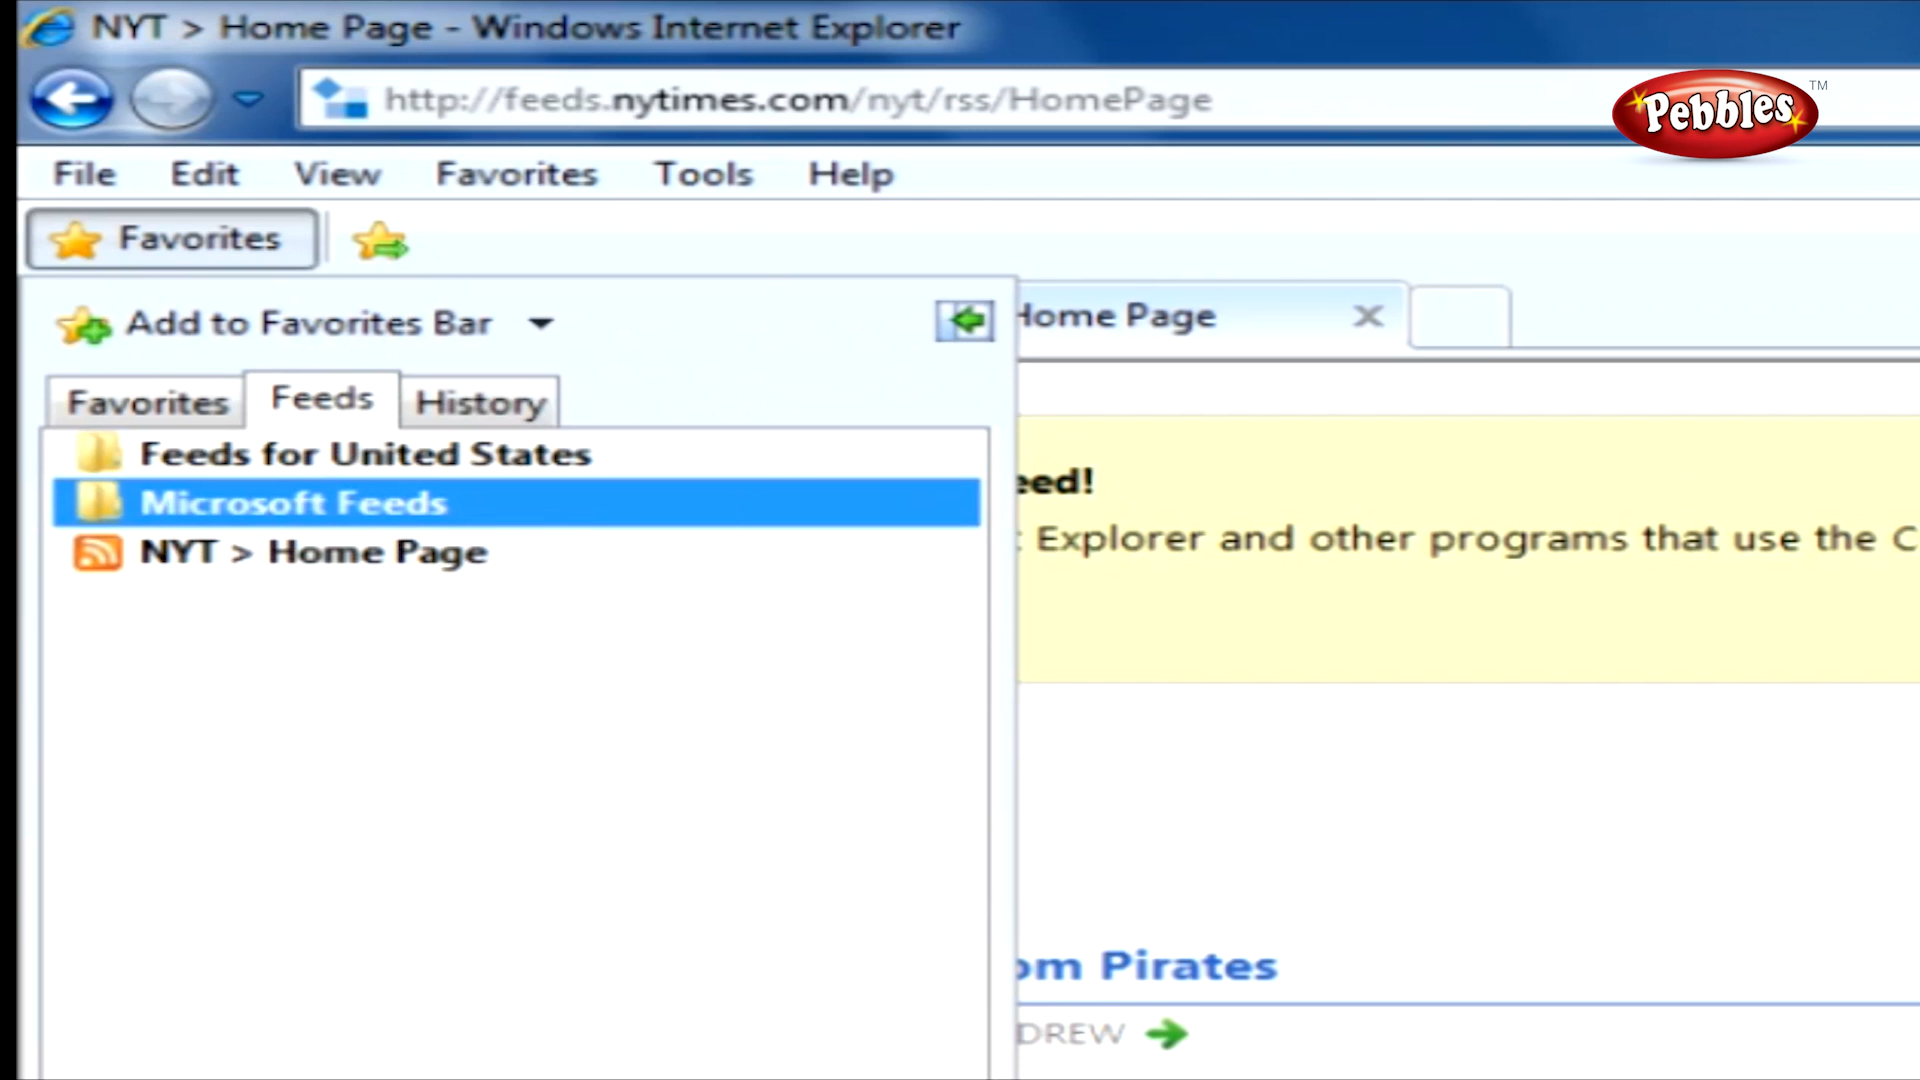 NYT > Home Page - Windows Internet Explorer
http://feeds.nytimes.com/nyt/rss/HomePage
Pebbles TM
File Edit View Favorites Tools Help
Favorites
Add to Favorites Bar
Home Page
Favorites Feeds History
Feeds for United States
Microsoft Feeds
NYT > Home Page
eed!
Explorer and other programs that use the C
om Pirates
DREW